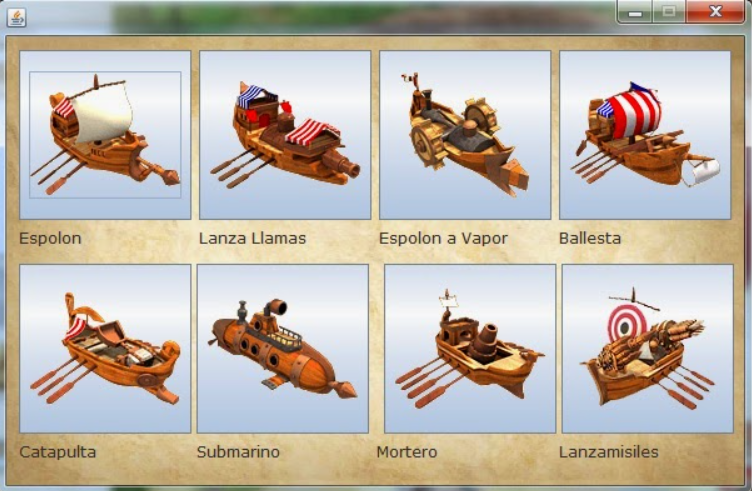 Espolon
Lanza Llamas
Espolon a Vapor
Ballesta
Catapulta
Submarino
Mortero
Lanzamisiles